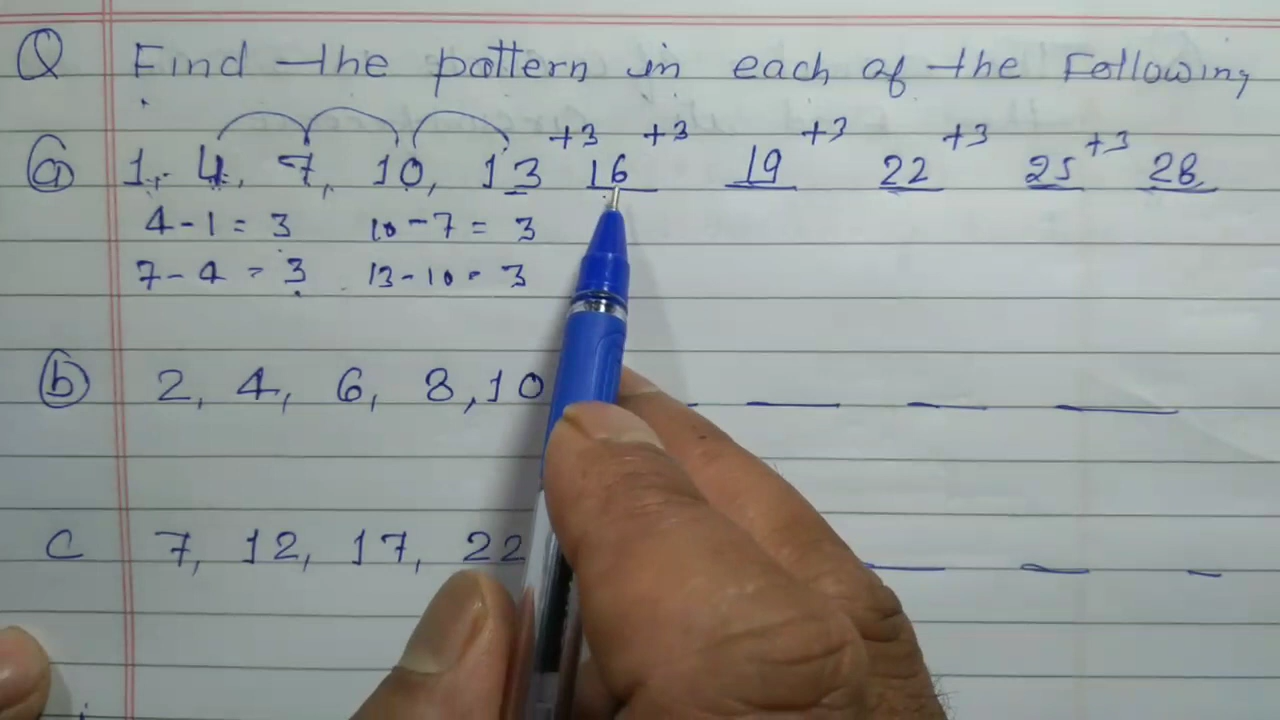 Q Find the pattern in each of the Following
+3 +3 +3 +3 +3
a 1, 4, 7, 10, 13 16 19 22 25 28
4 - 1 = 3 10 - 7 = 3
7 - 4 = 3 13 - 10 = 3
b 2, 4, 6, 8, 10
C 7, 12, 17, 22